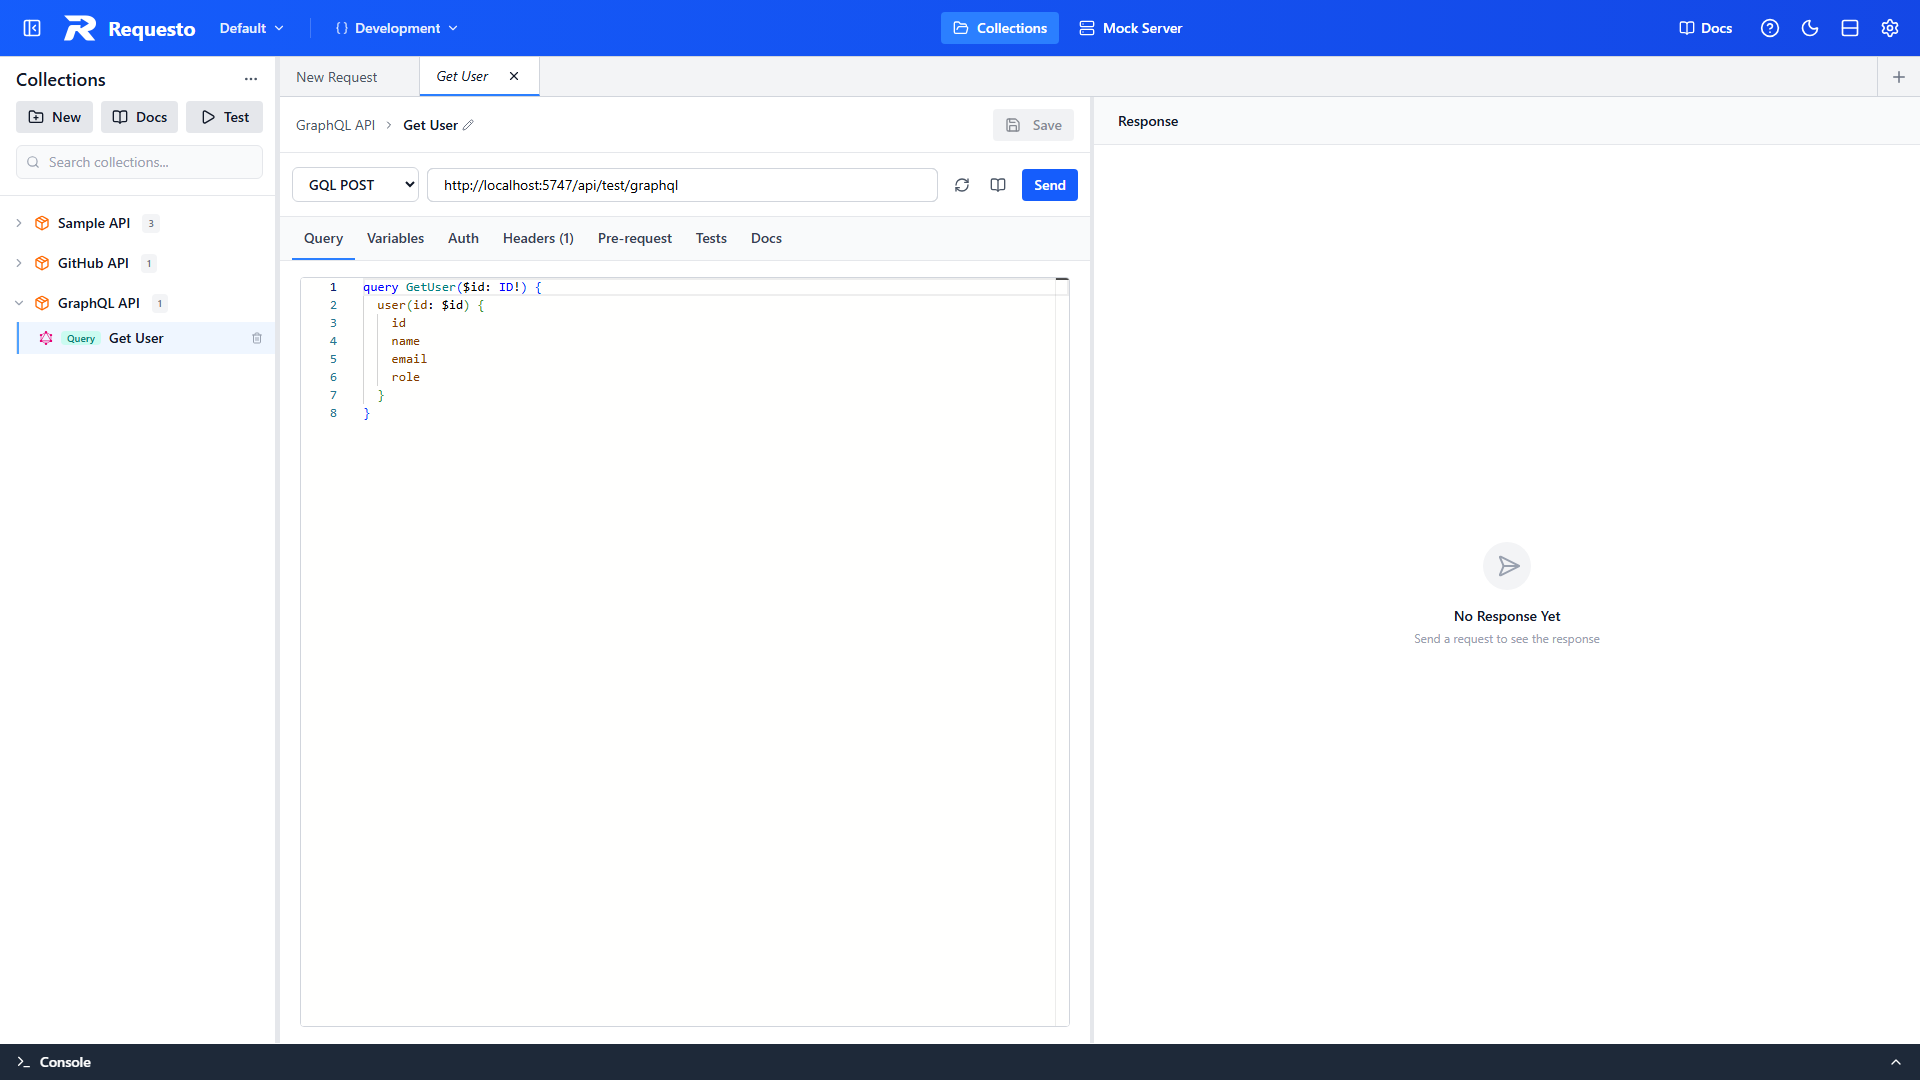 Requesto
Default
{ } Development
Collections
Mock Server
Docs
Collections
...
New
Docs
Test
Search collections...
Sample API 3
GitHub API 1
GraphQL API 1
Query Get User
New Request
Get User
GraphQL API > Get User
Save
GQL POST
http://localhost:5747/api/test/graphql
Send
Query
Variables
Auth
Headers (1)
Pre-request
Tests
Docs
1 query GetUser($id: ID!) {
2 user(id: $id) {
3 id
4 name
5 email
6 role
7 }
8 }
Response
No Response Yet
Send a request to see the response
Console